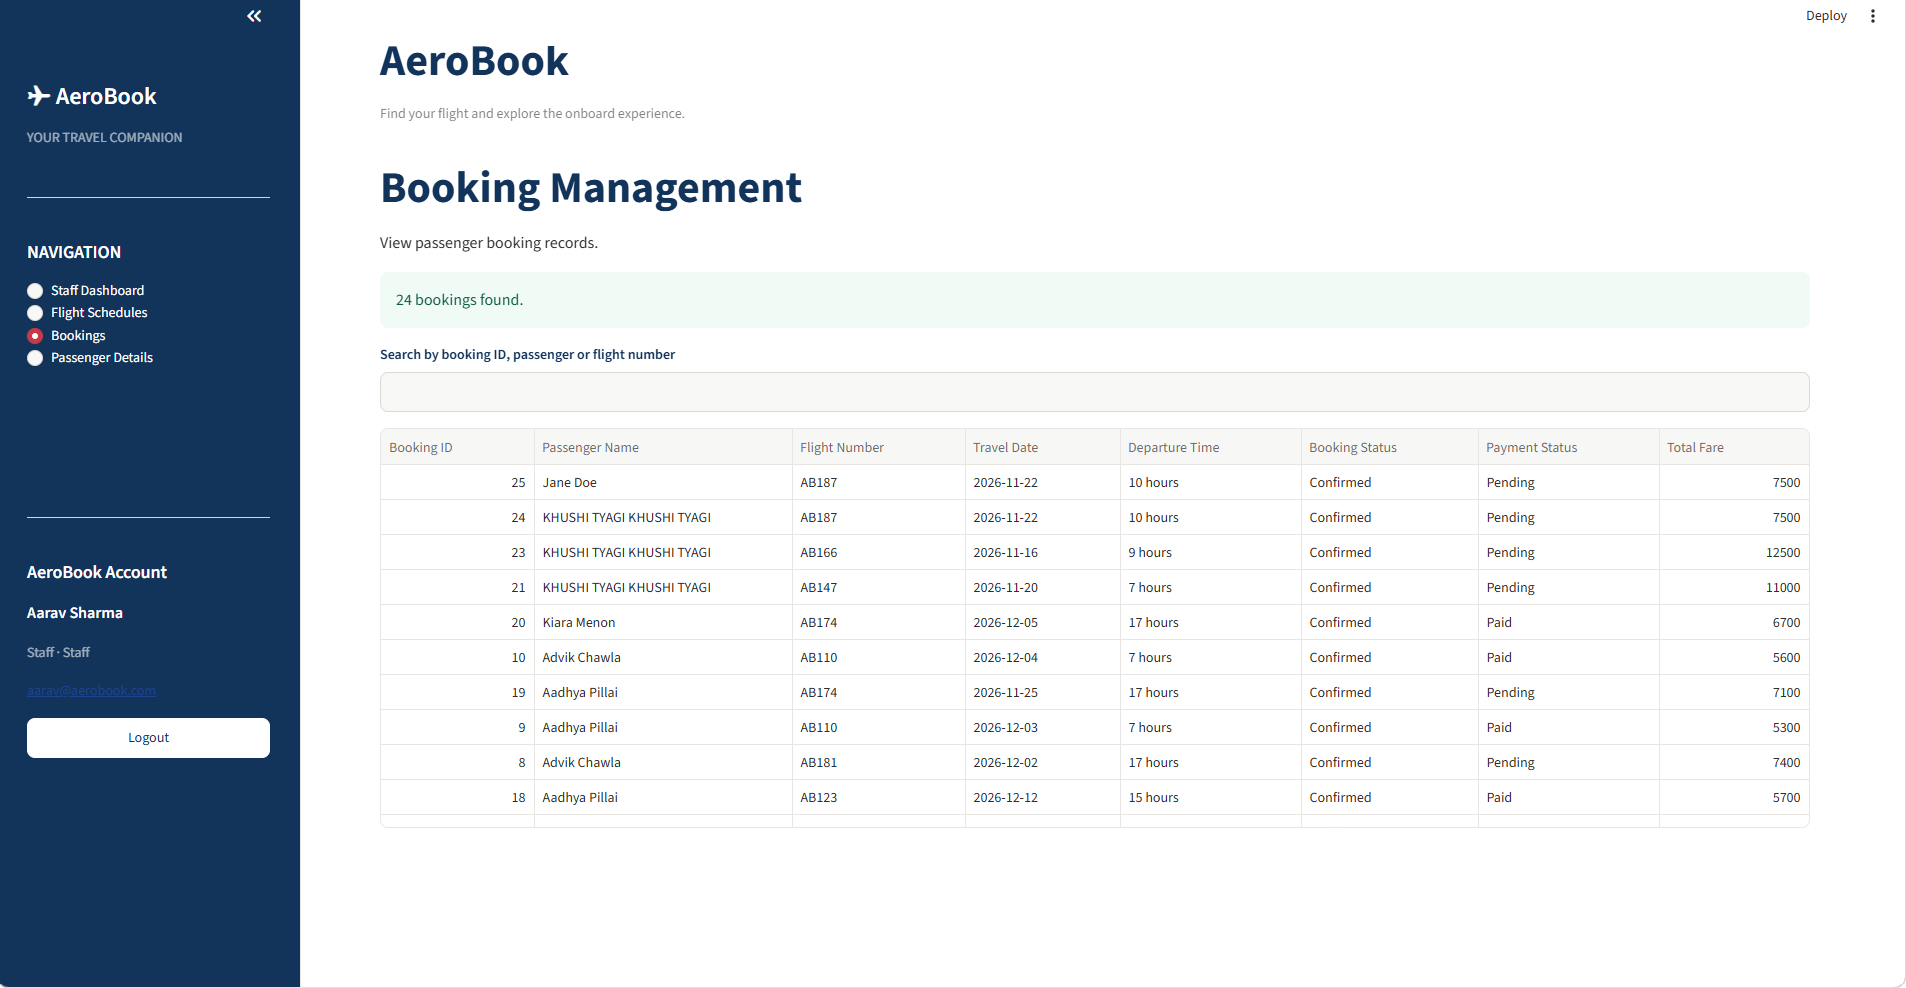 Deploy
AeroBook
YOUR TRAVEL COMPANION
NAVIGATION
Staff Dashboard
Flight Schedules
Bookings
Passenger Details
AeroBook Account
Aarav Sharma
Staff · Staff
aarav@aerobook.com
Logout
AeroBook
Find your flight and explore the onboard experience.
Booking Management
View passenger booking records.
24 bookings found.
Search by booking ID, passenger or flight number
Booking ID Passenger Name Flight Number Travel Date Departure Time Booking Status Payment Status Total Fare
25 Jane Doe AB187 2026-11-22 10 hours Confirmed Pending 7500
24 KHUSHI TYAGI KHUSHI TYAGI AB187 2026-11-22 10 hours Confirmed Pending 7500
23 KHUSHI TYAGI KHUSHI TYAGI AB166 2026-11-16 9 hours Confirmed Pending 12500
21 KHUSHI TYAGI KHUSHI TYAGI AB147 2026-11-20 7 hours Confirmed Pending 11000
20 Kiara Menon AB174 2026-12-05 17 hours Confirmed Paid 6700
10 Advik Chawla AB110 2026-12-04 7 hours Confirmed Paid 5600
19 Aadhya Pillai AB174 2026-11-25 17 hours Confirmed Pending 7100
9 Aadhya Pillai AB110 2026-12-03 7 hours Confirmed Paid 5300
8 Advik Chawla AB181 2026-12-02 17 hours Confirmed Pending 7400
18 Aadhya Pillai AB123 2026-12-12 15 hours Confirmed Paid 5700